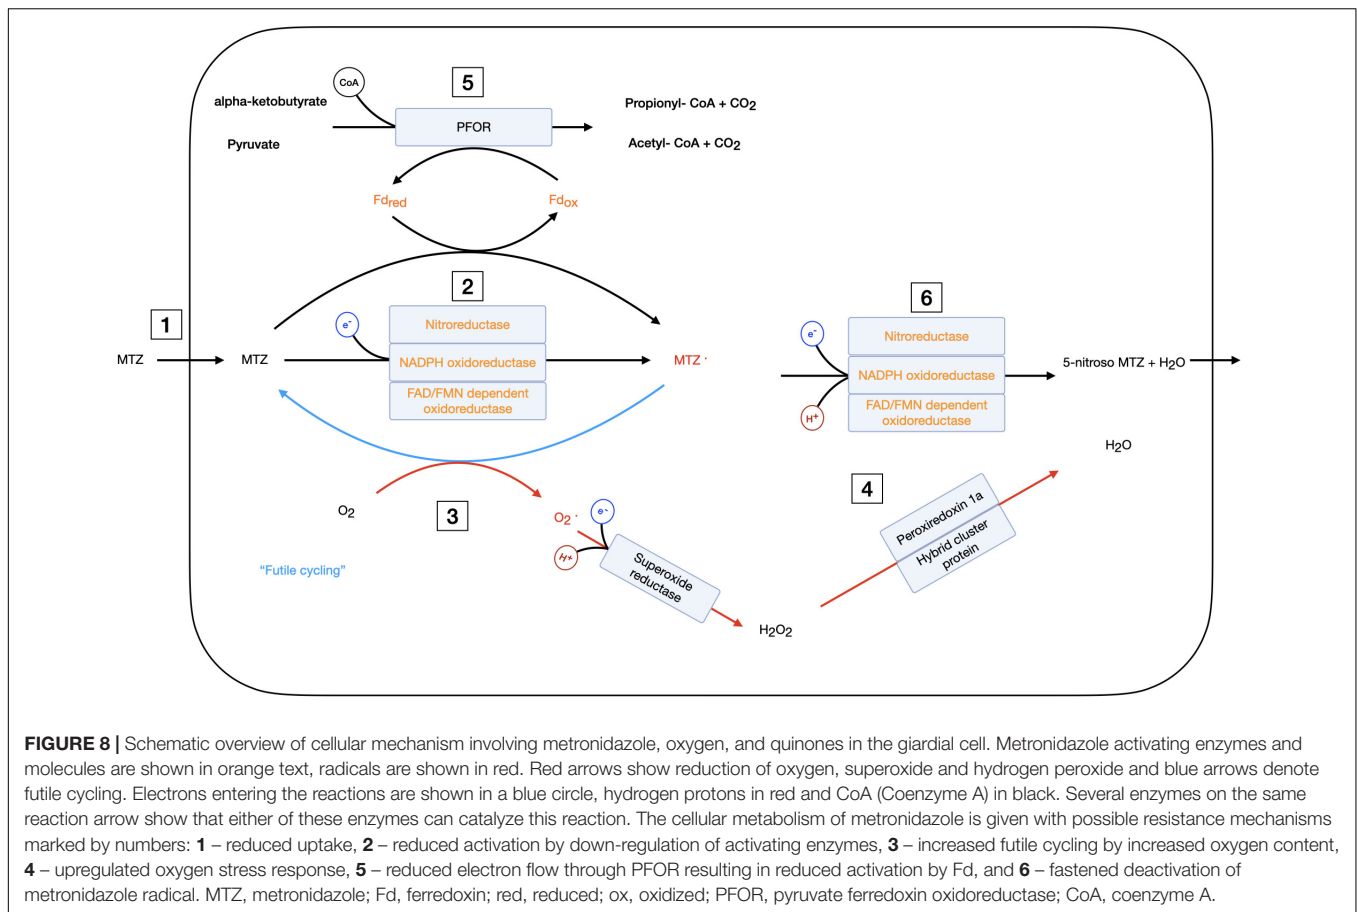 5
CoA
alpha-ketobutyrate
Propionyl- CoA + CO2
PFOR
Pyruvate
Acetyl- CoA + CO2
Fdred
Fdox
2
6
1
e-
Nitroreductase
e-
Nitroreductase
MTZ
MTZ
NADPH oxidoreductase
MTZ ·
NADPH oxidoreductase
5-nitroso MTZ + H2O
FAD/FMN dependent
oxidoreductase
H+
FAD/FMN dependent
oxidoreductase
H2O
4
O2
3
O2 ·
e-
Peroxiredoxin 1a
Hybrid cluster
protein
H+
Superoxide
reductase
"Futile cycling"
H2O2
FIGURE 8 | Schematic overview of cellular mechanism involving metronidazole, oxygen, and quinones in the giardial cell. Metronidazole activating enzymes and
molecules are shown in orange text, radicals are shown in red. Red arrows show reduction of oxygen, superoxide and hydrogen peroxide and blue arrows denote
futile cycling. Electrons entering the reactions are shown in a blue circle, hydrogen protons in red and CoA (Coenzyme A) in black. Several enzymes on the same
reaction arrow show that either of these enzymes can catalyze this reaction. The cellular metabolism of metronidazole is given with possible resistance mechanisms
marked by numbers: 1 – reduced uptake, 2 – reduced activation by down-regulation of activating enzymes, 3 – increased futile cycling by increased oxygen content,
4 – upregulated oxygen stress response, 5 – reduced electron flow through PFOR resulting in reduced activation by Fd, and 6 – fastened deactivation of
metronidazole radical. MTZ, metronidazole; Fd, ferredoxin; red, reduced; ox, oxidized; PFOR, pyruvate ferredoxin oxidoreductase; CoA, coenzyme A.